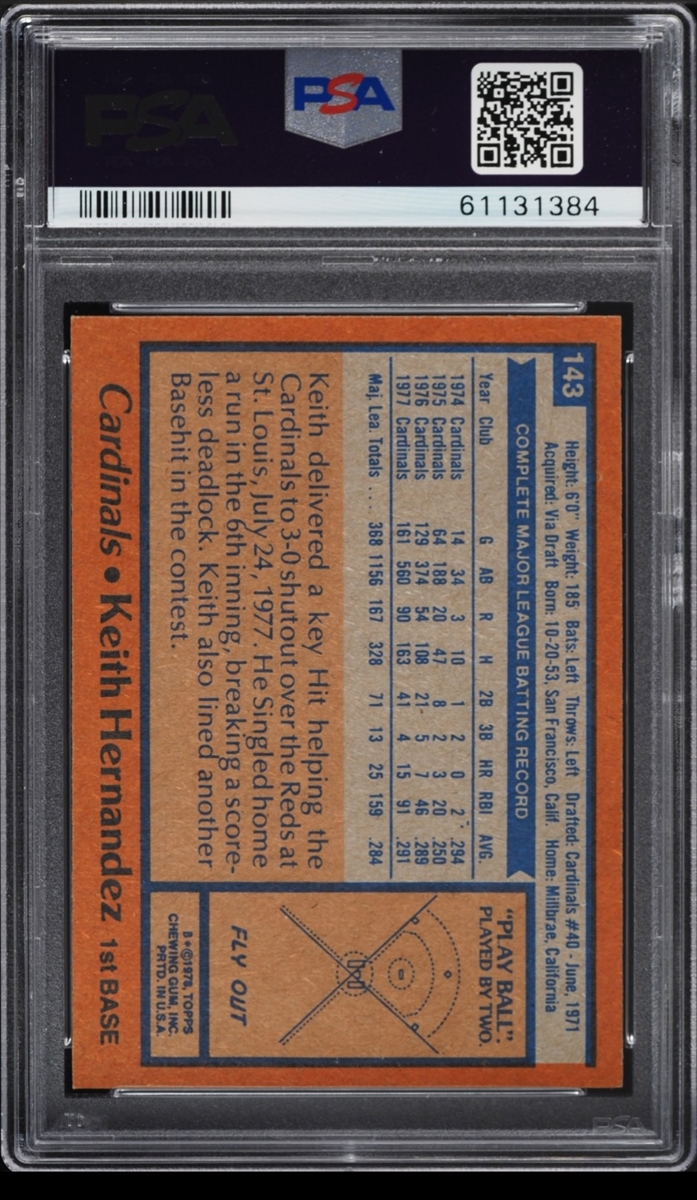 PSA
PSA
61131384
143
Height: 6'0" Weight: 185 Bats: Left Throws: Left Drafted: Cardinals #40 - June, 1971
Acquired: Via Draft Born: 10-20-53, San Francisco, Calif. Home: Millbrae, California
COMPLETE MAJOR LEAGUE BATTING RECORD
Year Club G AB R H 2B 3B HR RBI AVG.
1974 Cardinals 14 34 3 10 1 2 0 2 .294
1975 Cardinals 64 188 20 47 8 2 3 20 .250
1976 Cardinals 129 374 54 108 21 5 7 46 .289
1977 Cardinals 161 560 90 163 41 4 15 91 .291
Maj. Lea. Totals .... 368 1156 167 328 71 13 25 159 .284
Keith delivered a key Hit helping the
Cardinals to 3-0 shutout over the Reds at
St. Louis, July 24, 1977. He Singled home
a run in the 6th inning, breaking a score-
less deadlock. Keith also lined another
Basehit in the contest.
"PLAY BALL".
PLAYED BY TWO.
FLY OUT
B*©1978, TOPPS
CHEWING GUM, INC.
PRTD. IN U.S.A.
Cardinals • Keith Hernandez 1st BASE
PSA